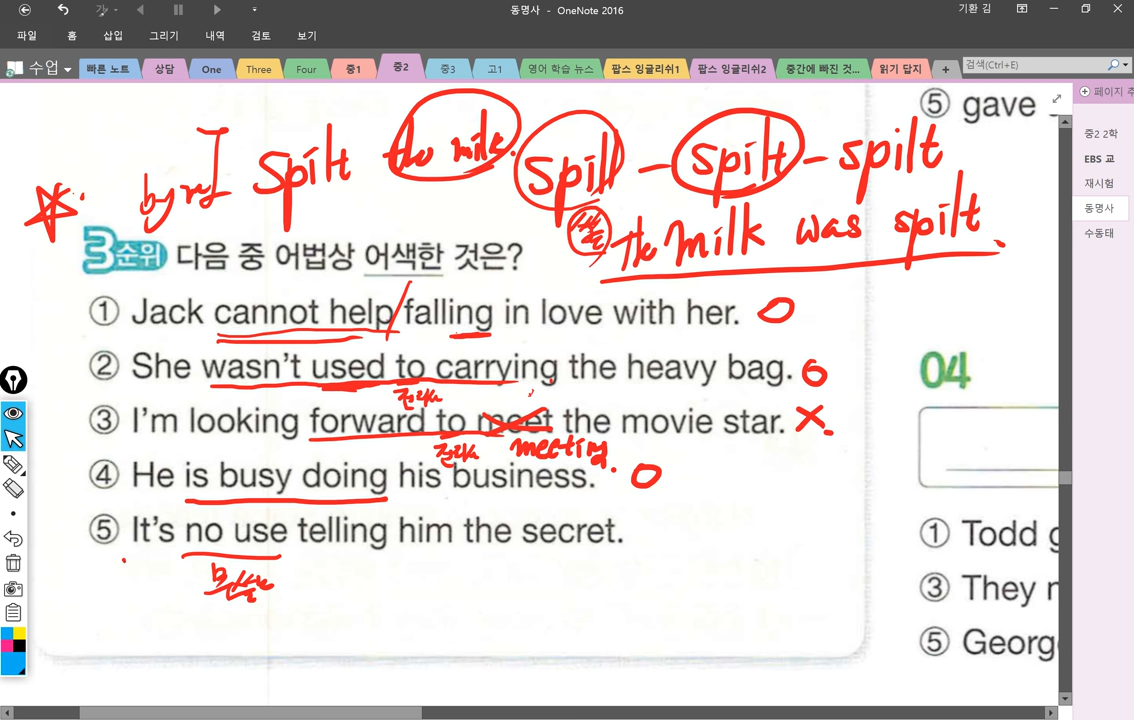 동명사 - OneNote 2016
기환 김
파일 홈 삽입 그리기 내역 검토 보기
수업 빠른 노트 상담 One Three Four 중1 중2 중3 고1 영어 학습 뉴스 팝스 잉글리쉬1 팝스 잉글리쉬2 중간에 빠진 것... 읽기 답지 + 검색(Ctrl+E)
페이지 추
중2 2학
EBS 교
재시험
동명사
수동태
⑤ gave
I spilt the milk. spill - spilt - spilt
the milk was spilt.
3순위 다음 중 어법상 어색한 것은?
① Jack cannot help falling in love with her.
② She wasn't used to carrying the heavy bag.
전치사
③ I'm looking forward to meet the movie star.
전치사 meeting.
④ He is busy doing his business.
⑤ It's no use telling him the secret.
04
① Todd g
③ They n
⑤ Georg